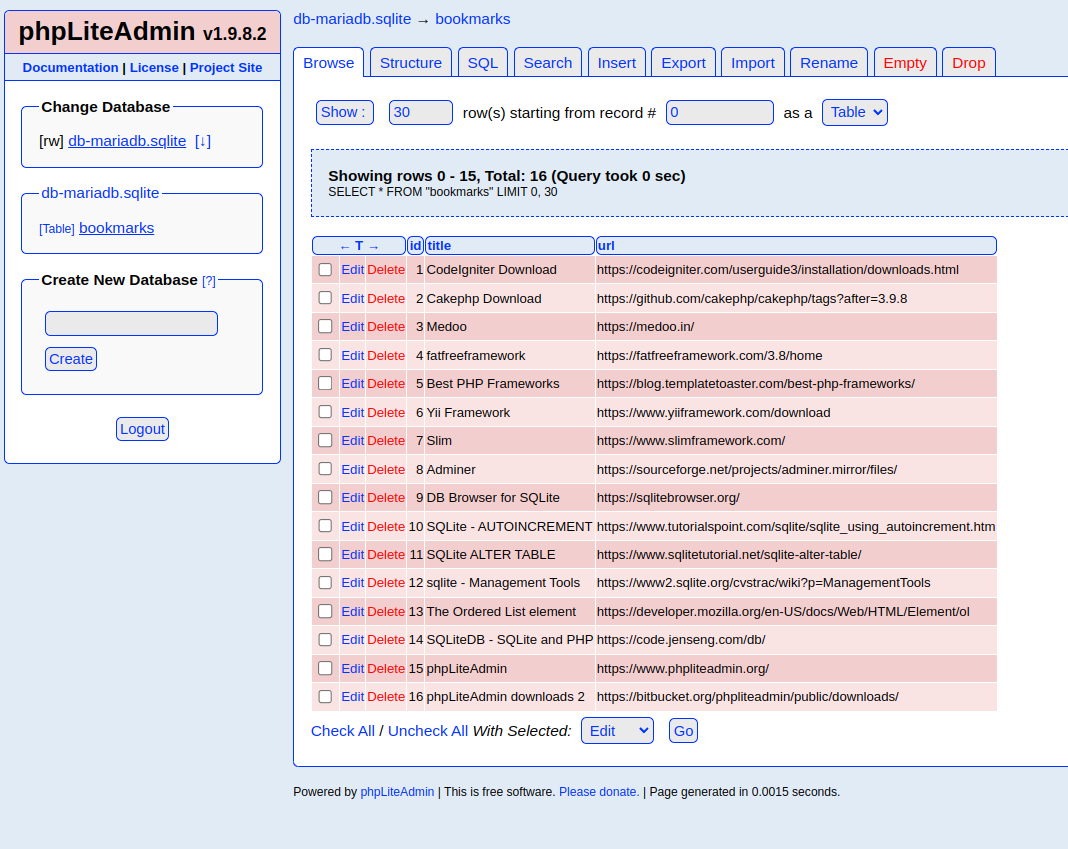 phpLiteAdmin v1.9.8.2
Documentation | License | Project Site
Change Database
[rw] db-mariadb.sqlite [↓]
db-mariadb.sqlite
[Table] bookmarks
Create New Database [?]
Create
Logout
db-mariadb.sqlite → bookmarks
Browse Structure SQL Search Insert Export Import Rename Empty Drop
Show : 30 row(s) starting from record # 0 as a Table
Showing rows 0 - 15, Total: 16 (Query took 0 sec)
SELECT * FROM "bookmarks" LIMIT 0, 30
← T → id title url
Edit Delete 1 CodeIgniter Download https://codeigniter.com/userguide3/installation/downloads.html
Edit Delete 2 Cakephp Download https://github.com/cakephp/cakephp/tags?after=3.9.8
Edit Delete 3 Medoo https://medoo.in/
Edit Delete 4 fatfreeframework https://fatfreeframework.com/3.8/home
Edit Delete 5 Best PHP Frameworks https://blog.templatetoaster.com/best-php-frameworks/
Edit Delete 6 Yii Framework https://www.yiiframework.com/download
Edit Delete 7 Slim https://www.slimframework.com/
Edit Delete 8 Adminer https://sourceforge.net/projects/adminer.mirror/files/
Edit Delete 9 DB Browser for SQLite https://sqlitebrowser.org/
Edit Delete 10 SQLite - AUTOINCREMENT https://www.tutorialspoint.com/sqlite/sqlite_using_autoincrement.htm
Edit Delete 11 SQLite ALTER TABLE https://www.sqlitetutorial.net/sqlite-alter-table/
Edit Delete 12 sqlite - Management Tools https://www2.sqlite.org/cvstrac/wiki?p=ManagementTools
Edit Delete 13 The Ordered List element https://developer.mozilla.org/en-US/docs/Web/HTML/Element/ol
Edit Delete 14 SQLiteDB - SQLite and PHP https://code.jenseng.com/db/
Edit Delete 15 phpLiteAdmin https://www.phpliteadmin.org/
Edit Delete 16 phpLiteAdmin downloads 2 https://bitbucket.org/phpliteadmin/public/downloads/
Check All / Uncheck All With Selected: Edit Go
Powered by phpLiteAdmin | This is free software. Please donate. | Page generated in 0.0015 seconds.